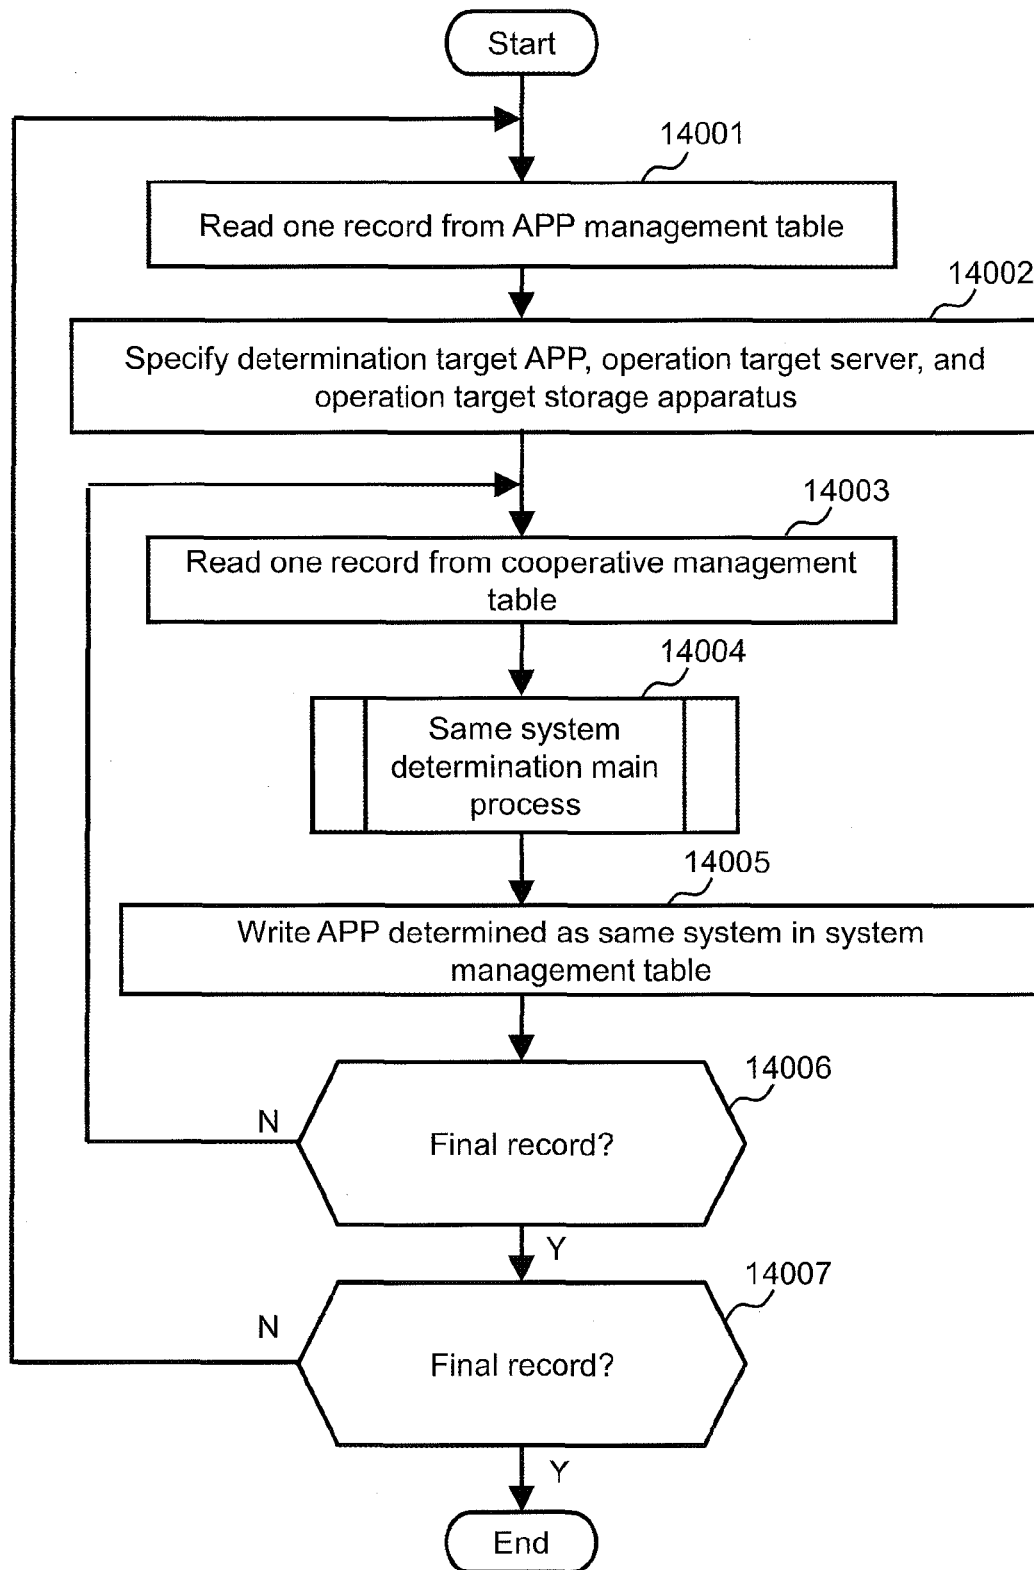 Start
14001
Read one record from APP management table
14002
Specify determination target APP, operation target server, and
operation target storage apparatus
14003
Read one record from cooperative management
table
14004
Same system
determination main
process
14005
Write APP determined as same system in system
management table
14006
N
Final record?
Y
14007
N
Final record?
Y
End